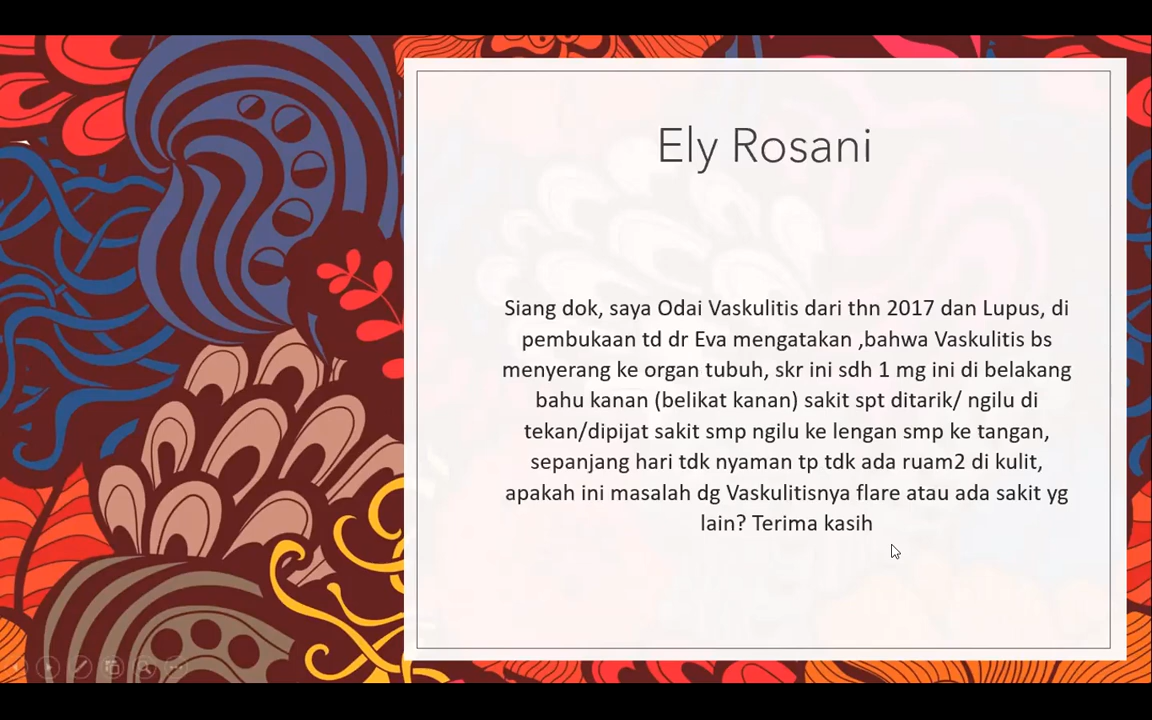 Ely Rosani
Siang dok, saya Odai Vaskulitis dari thn 2017 dan Lupus, di
pembukaan td dr Eva mengatakan ,bahwa Vaskulitis bs
menyerang ke organ tubuh, skr ini sdh 1 mg ini di belakang
bahu kanan (belikat kanan) sakit spt ditarik/ ngilu di
tekan/dipijat sakit smp ngilu ke lengan smp ke tangan,
sepanjang hari tdk nyaman tp tdk ada ruam2 di kulit,
apakah ini masalah dg Vaskulitisnya flare atau ada sakit yg
lain? Terima kasih